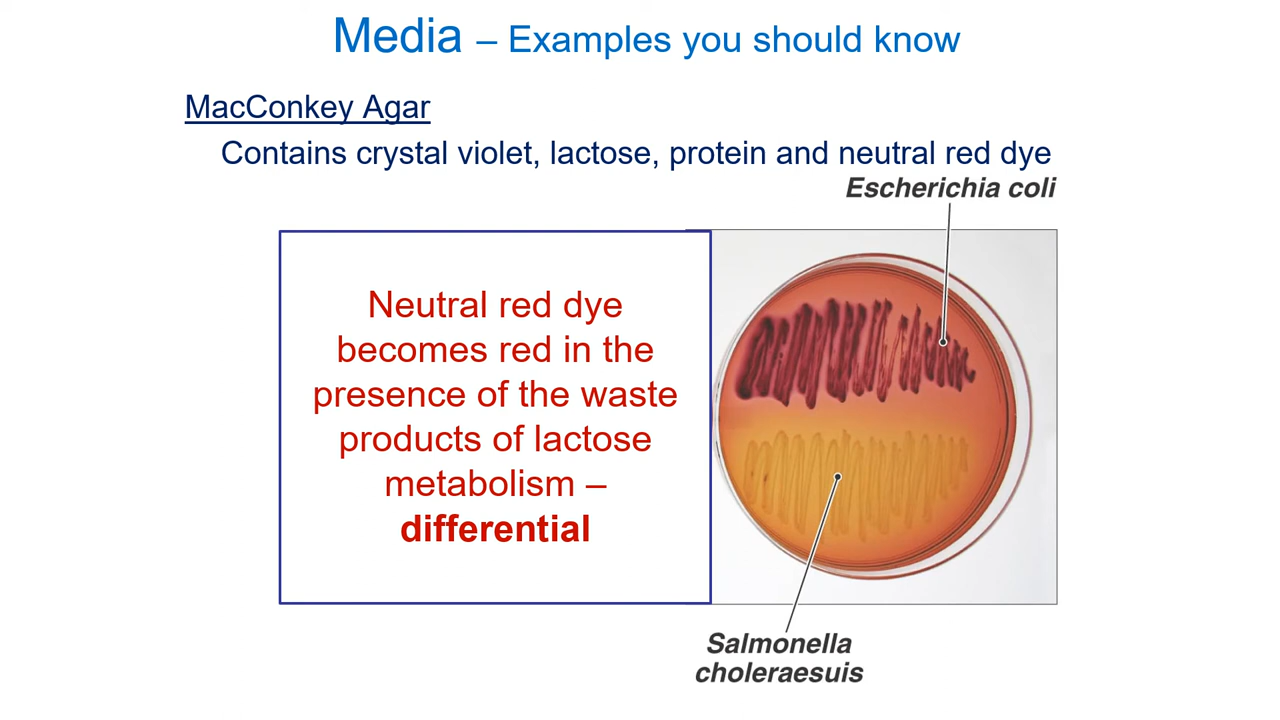 Media – Examples you should know
MacConkey Agar
Contains crystal violet, lactose, protein and neutral red dye
Escherichia coli
Neutral red dye
becomes red in the
presence of the waste
products of lactose
metabolism –
differential
Salmonella
choleraesuis